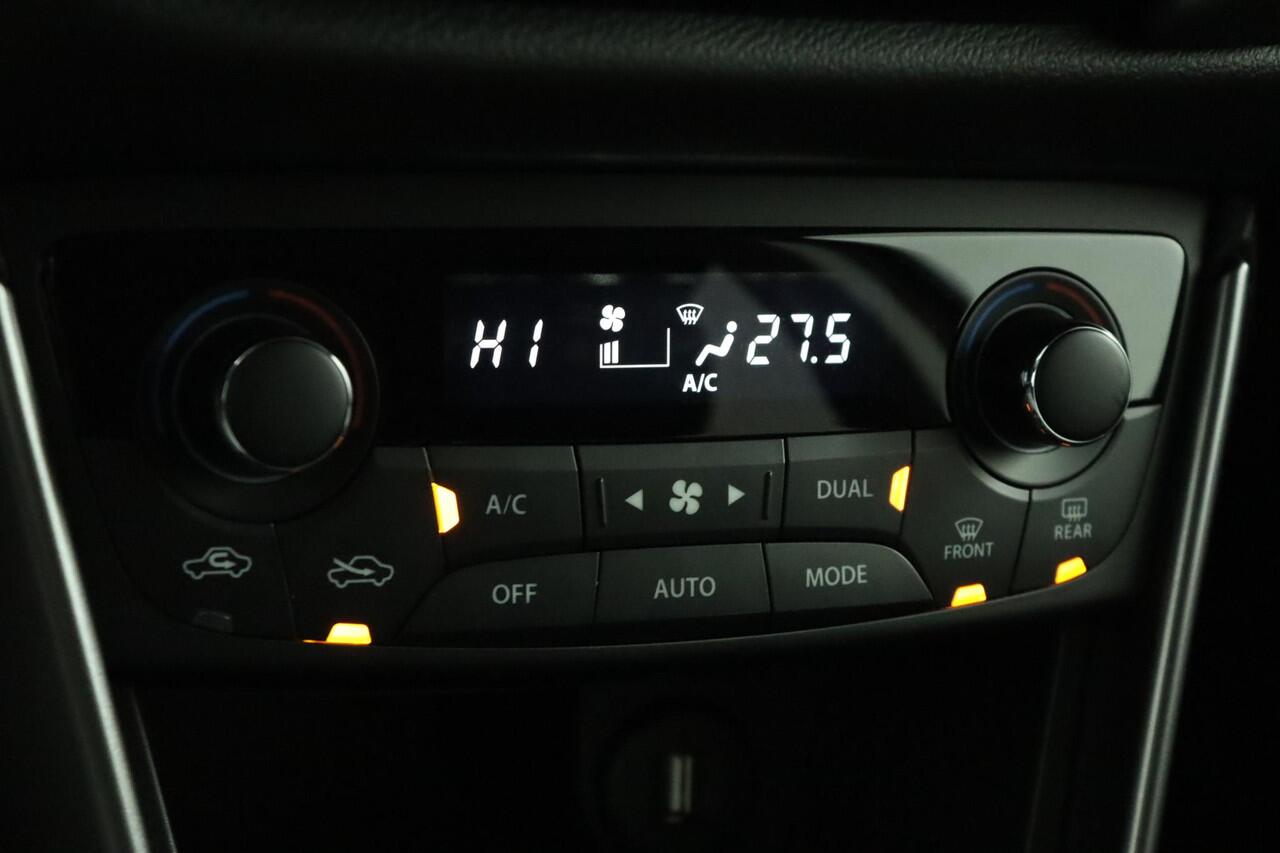 HI 27.5
A/C
A/C
DUAL
FRONT
REAR
OFF
AUTO
MODE